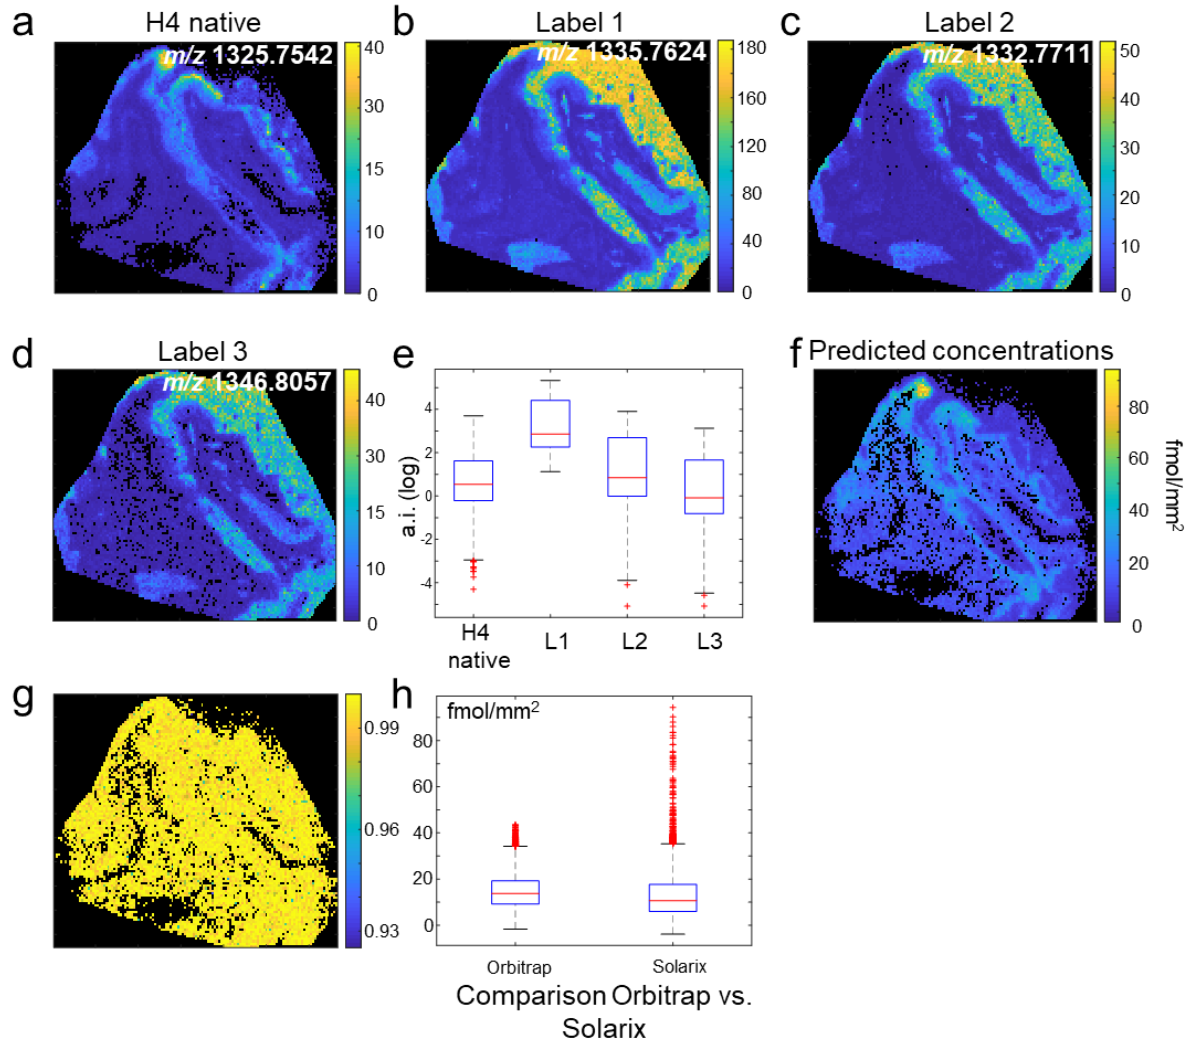 a
H4 native
m/z 1325.7542
40
30
15
10
0
b
Label 1
m/z 1335.7624
180
160
120
80
40
0
c
Label 2
m/z 1332.7711
50
40
30
20
10
0
d
Label 3
m/z 1346.8057
40
30
15
10
0
e
a.i. (log)
4
2
0
-2
-4
H4
native
L1
L2
L3
f
Predicted concentrations
80
60
40
20
0
fmol/mm²
g
0.99
0.96
0.93
h
fmol/mm²
80
60
40
20
0
Orbitrap
Solarix
Comparison Orbitrap vs.
Solarix